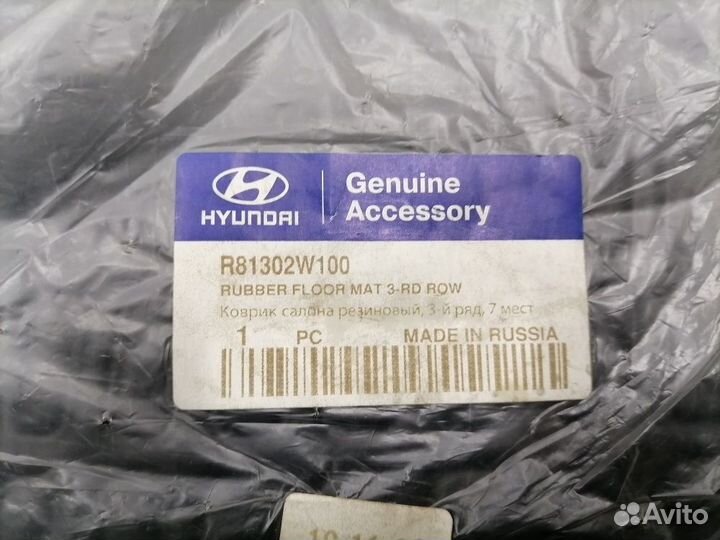 HYUNDAI
Genuine
Accessory
R81302W100
RUBBER FLOOR MAT 3-RD ROW
Коврик салона резиновый, 3-й ряд, 7 мест
1 PC MADE IN RUSSIA
Avito